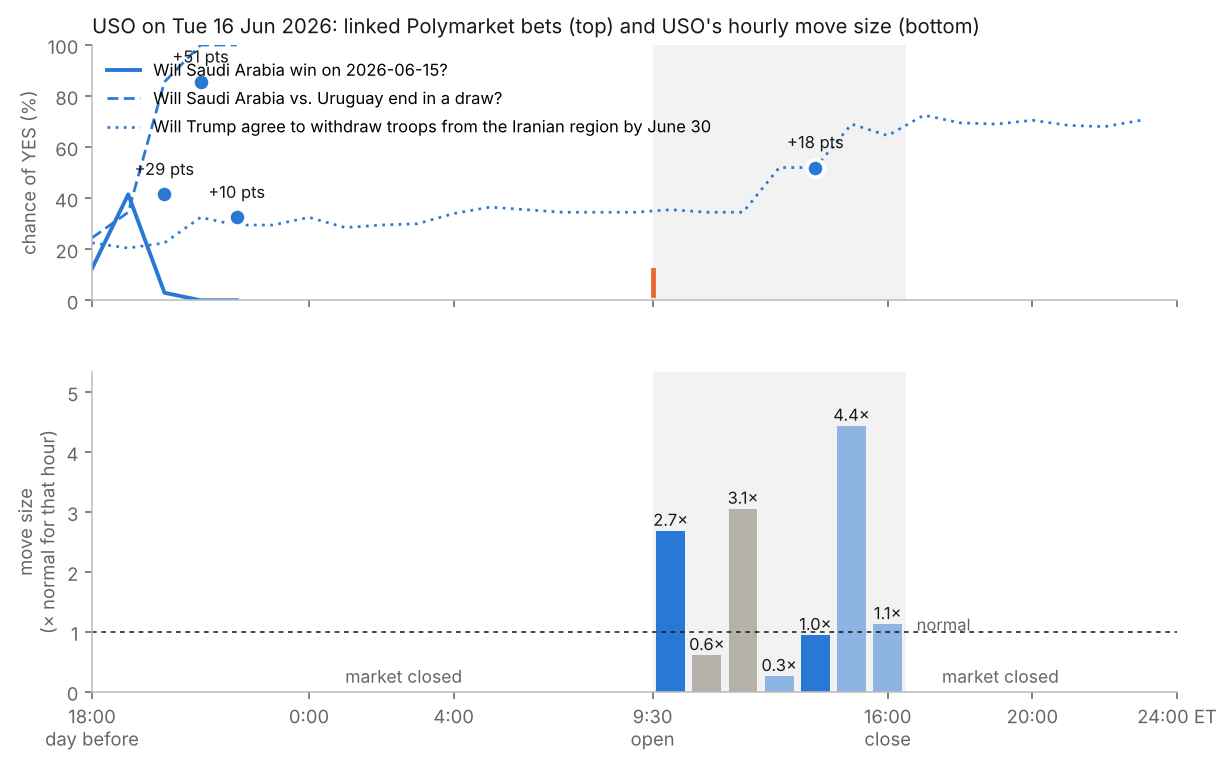 USO on Tue 16 Jun 2026: linked Polymarket bets (top) and USO's hourly move size (bottom)
chance of YES (%)
100
80
60
40
20
0
+51 pts
Will Saudi Arabia win on 2026-06-15?
Will Saudi Arabia vs. Uruguay end in a draw?
Will Trump agree to withdraw troops from the Iranian region by June 30
+29 pts
+10 pts
+18 pts
move size
(× normal for that hour)
5
4
3
2
1
0
2.7×
0.6×
3.1×
0.3×
1.0×
4.4×
1.1×
normal
market closed
market closed
18:00
day before
0:00
4:00
9:30
open
16:00
close
20:00
24:00 ET